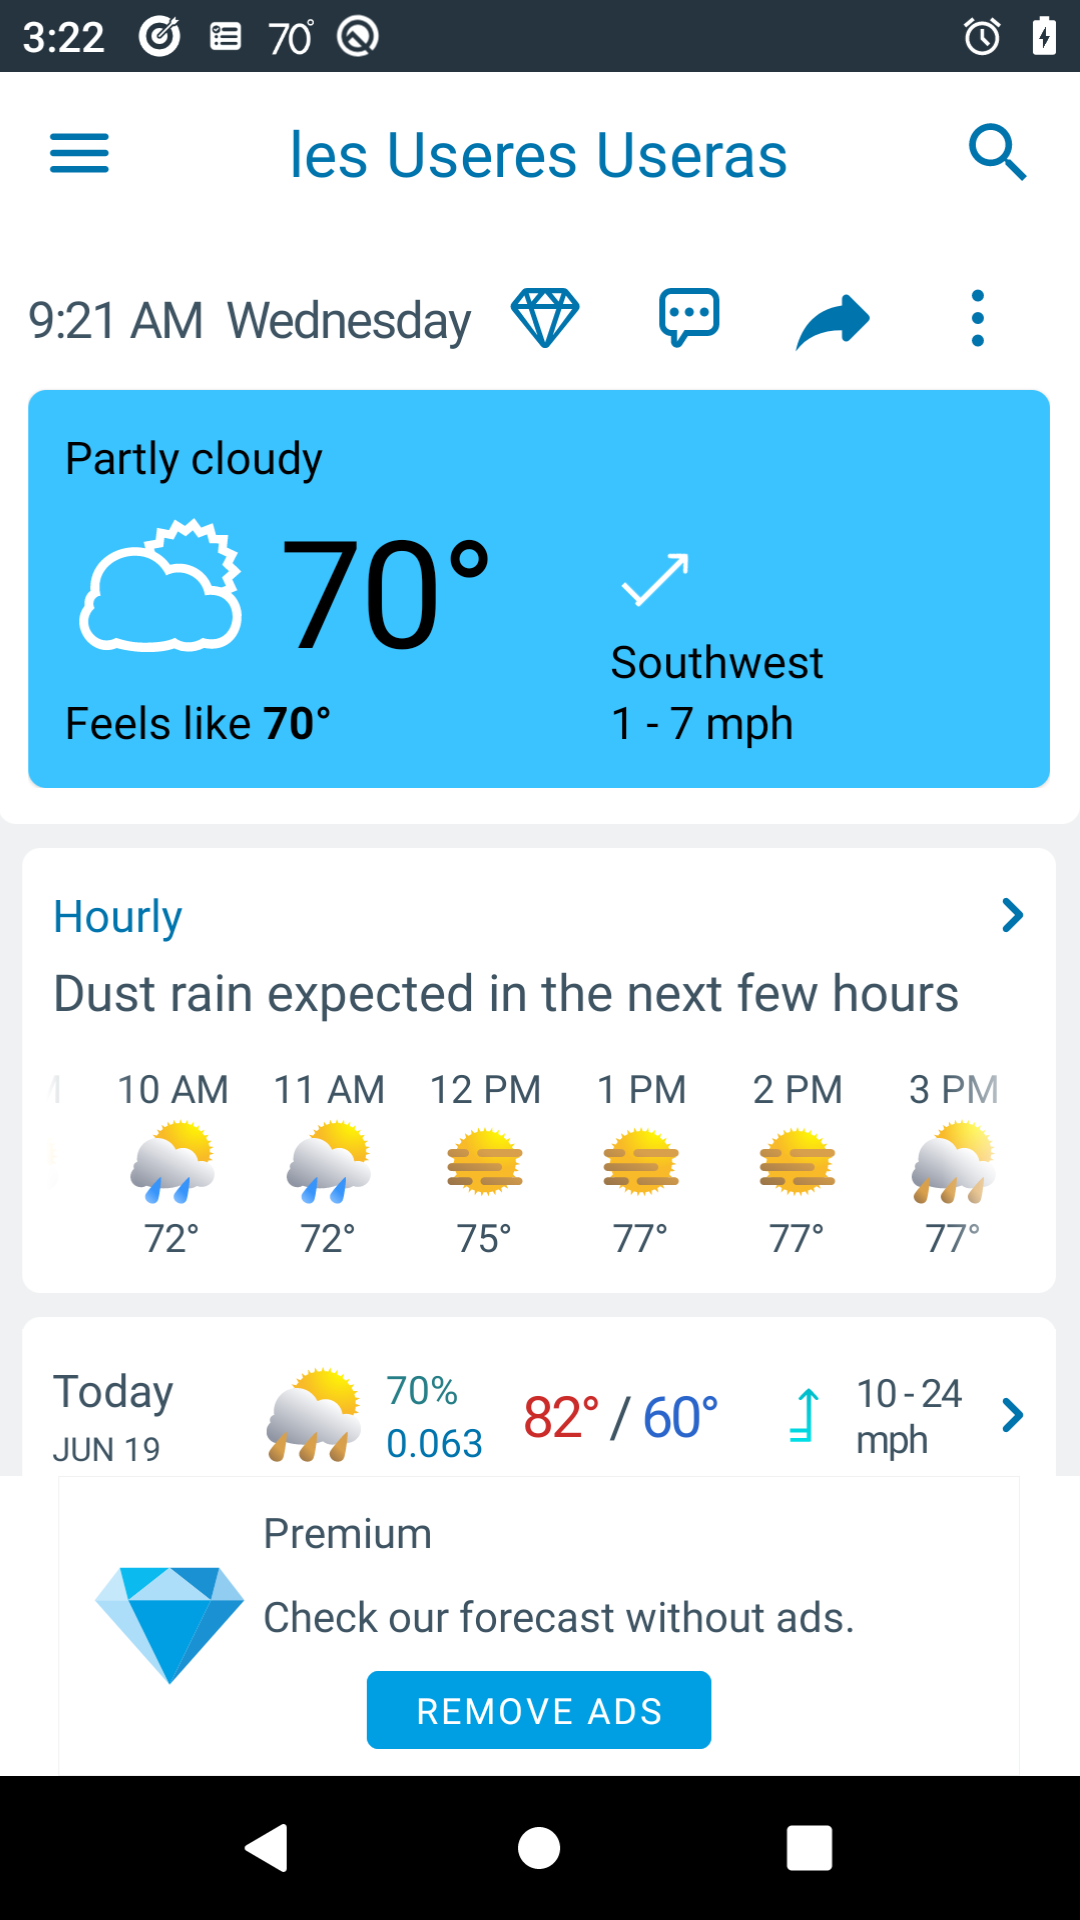 3:22 70°
les Useres Useras
9:21 AM Wednesday
Partly cloudy
70°
Southwest
Feels like 70°
1 - 7 mph
Hourly
Dust rain expected in the next few hours
10 AM 11 AM 12 PM 1 PM 2 PM 3 PM
72° 72° 75° 77° 77° 77°
Today 70% 82° / 60° 10 - 24
JUN 19 0.063 mph
Premium
Check our forecast without ads.
REMOVE ADS